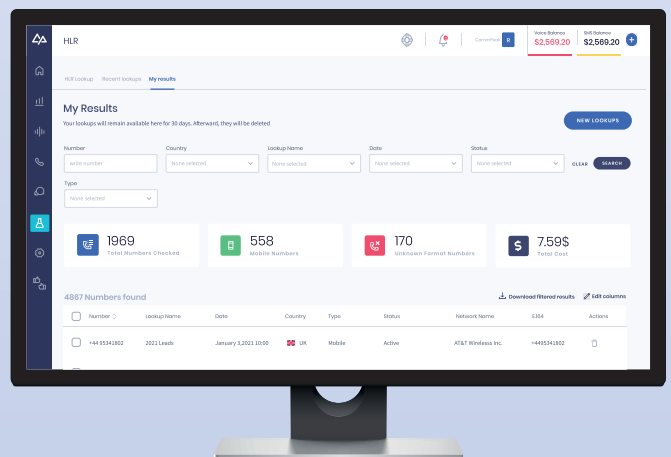 HLR
CommPeak
R
Voice Balance
$2,569.20
SMS Balance
$2,569.20
+
HLR Lookup Recent lookups My results
My Results
Your lookups will remain available here for 30 days. Afterward, they will be deleted
NEW LOOKUPS
Number Country Lookup Name Date Status
write number None selected None selected None selected None selected
CLEAR SEARCH
Type
None selected
1969
Total Numbers Checked
558
Mobile Numbers
170
Unknown Format Numbers
$
7.59$
Total Cost
4867 Numbers found
Download filtered results Edit columns
Number Lookup Name Date Country Type Status Network Name E164 Actions
+44 95341802 2021 Leads January 3,2021 10:00 UK Mobile Active AT&T Wireless Inc. +4495341802